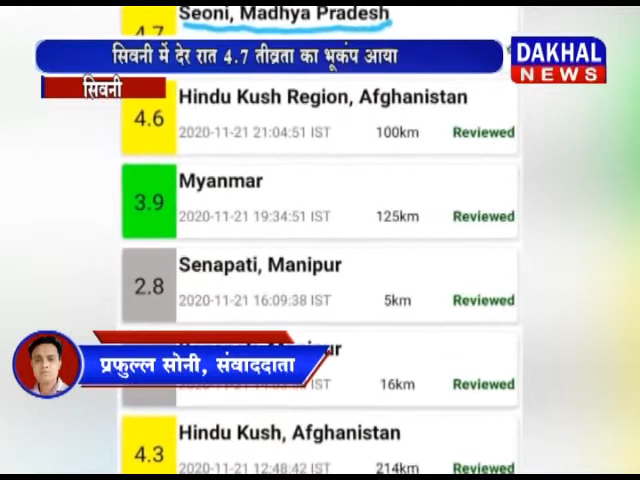 Seoni, Madhya Pradesh
4.7
सिवनी में देर रात 4.7 तीव्रता का भूकंप आया
DAKHAL
NEWS
सिवनी
4.6
Hindu Kush Region, Afghanistan
2020-11-21 21:04:51 IST 100km Reviewed
3.9
Myanmar
2020-11-21 19:34:51 IST 125km Reviewed
2.8
Senapati, Manipur
2020-11-21 16:09:38 IST 5km Reviewed
प्रफुल्ल सोनी, संवाददाता
16km Reviewed
4.3
Hindu Kush, Afghanistan
2020-11-21 12:48:42 IST 214km Reviewed